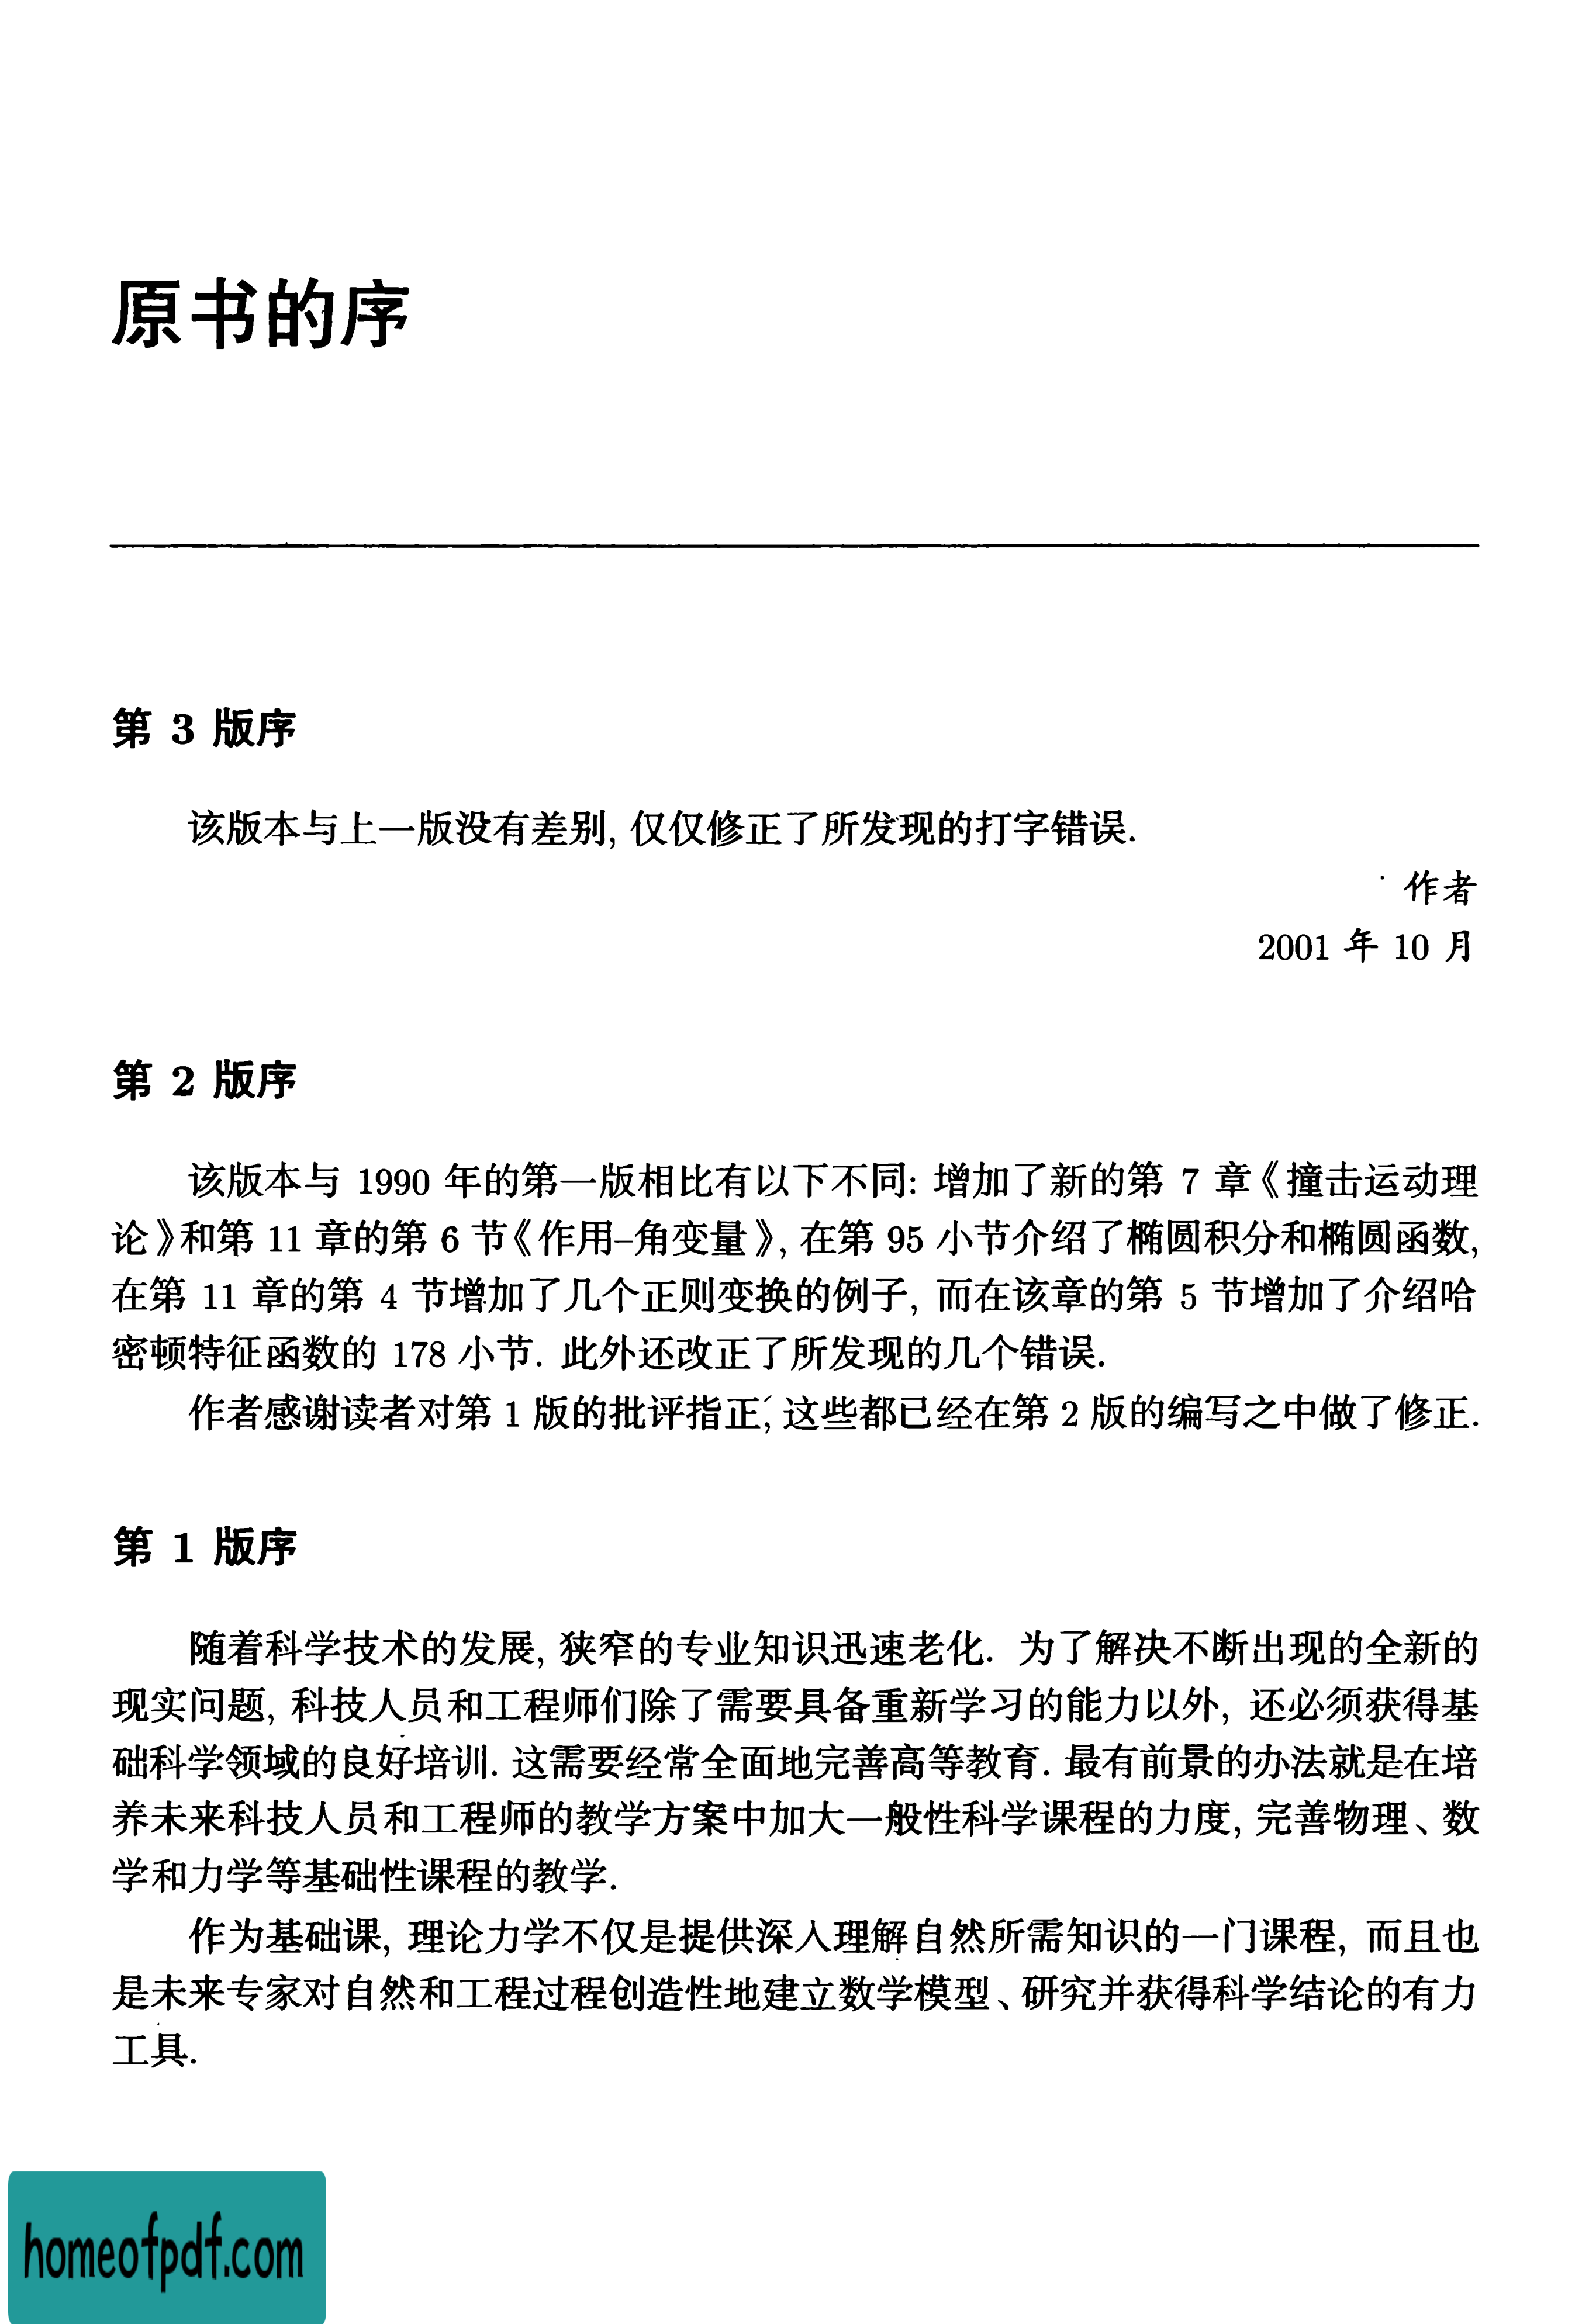 原书的序
第 3 版序
该版本与上一版没有差别, 仅仅修正了所发现的打字错误.
作者
2001 年 10 月
第 2 版序
该版本与 1990 年的第一版相比有以下不同: 增加了新的第 7 章《撞击运动理
论》和第 11 章的第 6 节《作用–角变量》, 在第 95 小节介绍了椭圆积分和椭圆函数,
在第 11 章的第 4 节增加了几个正则变换的例子, 而在该章的第 5 节增加了介绍哈
密顿特征函数的 178 小节. 此外还改正了所发现的几个错误.
作者感谢读者对第 1 版的批评指正, 这些都已经在第 2 版的编写之中做了修正.
第 1 版序
随着科学技术的发展, 狭窄的专业知识迅速老化. 为了解决不断出现的全新的
现实问题, 科技人员和工程师们除了需要具备重新学习的能力以外, 还必须获得基
础科学领域的良好培训. 这需要经常全面地完善高等教育. 最有前景的办法就是在培
养未来科技人员和工程师的教学方案中加大一般性科学课程的力度, 完善物理、数
学和力学等基础性课程的教学.
作为基础课, 理论力学不仅是提供深入理解自然所需知识的一门课程, 而且也
是未来专家对自然和工程过程创造性地建立数学模型、研究并获得科学结论的有力
工具.
homeofpdf.com